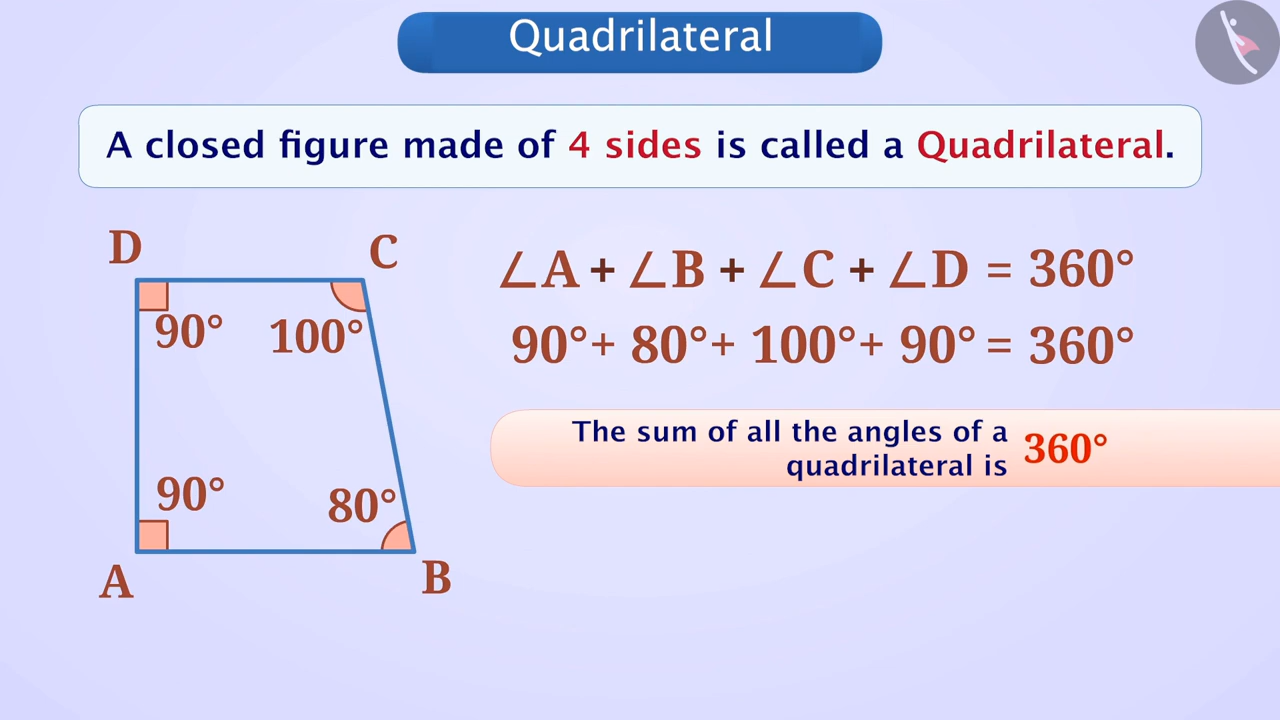 Quadrilateral
A closed figure made of 4 sides is called a Quadrilateral.
D
C
90°
100°
90°
80°
A
B
∠A + ∠B + ∠C + ∠D = 360°
90°+ 80°+ 100°+ 90° = 360°
The sum of all the angles of a
quadrilateral is
360°